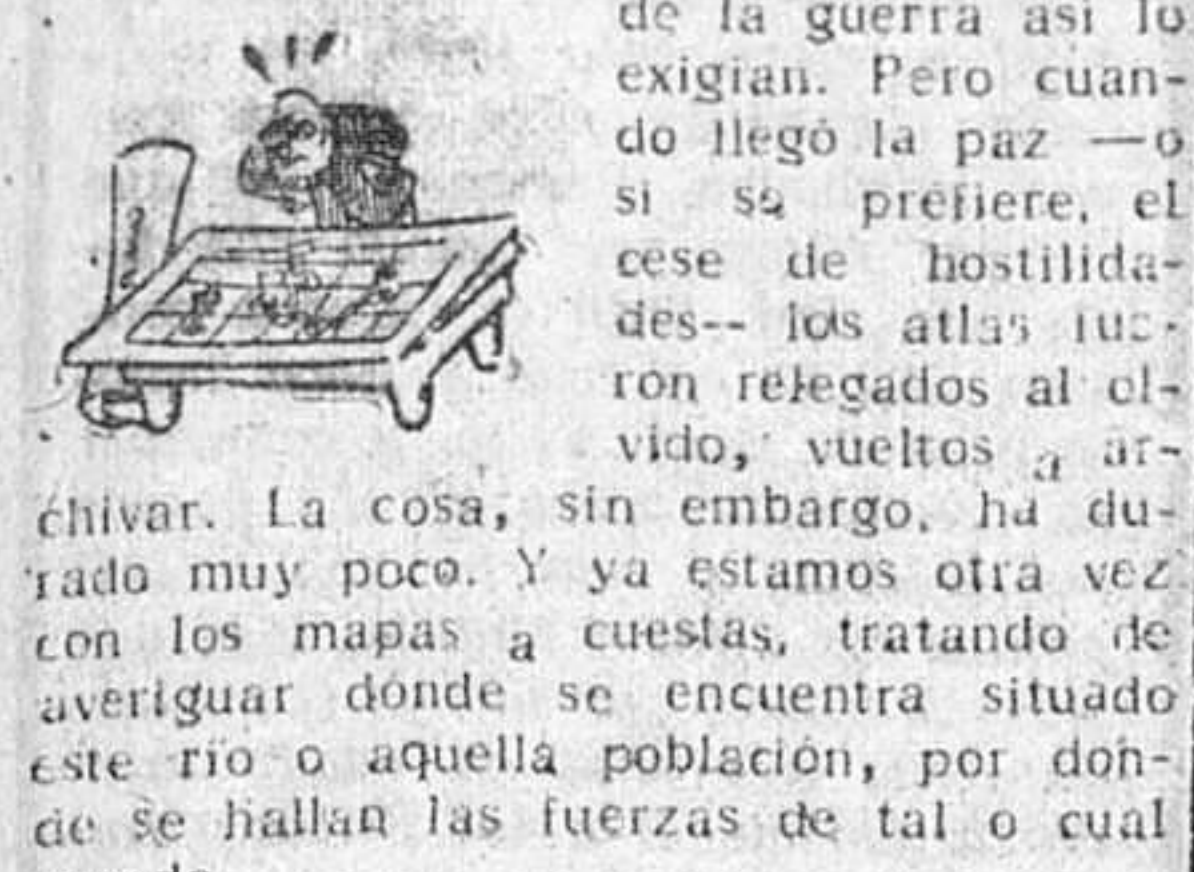 de la guerra así lo
exigían. Pero cuan-
do llegó la paz —o
si se prefiere, el
cese de hostilida-
des-- los atlas fue-
ron relegados al ol-
vido, vueltos a ar-
chivar. La cosa, sin embargo, ha du-
rado muy poco. Y ya estamos otra vez
con los mapas a cuestas, tratando de
averiguar dónde se encuentra situado
este río o aquella población, por don-
de se hallan las fuerzas de tal o cual